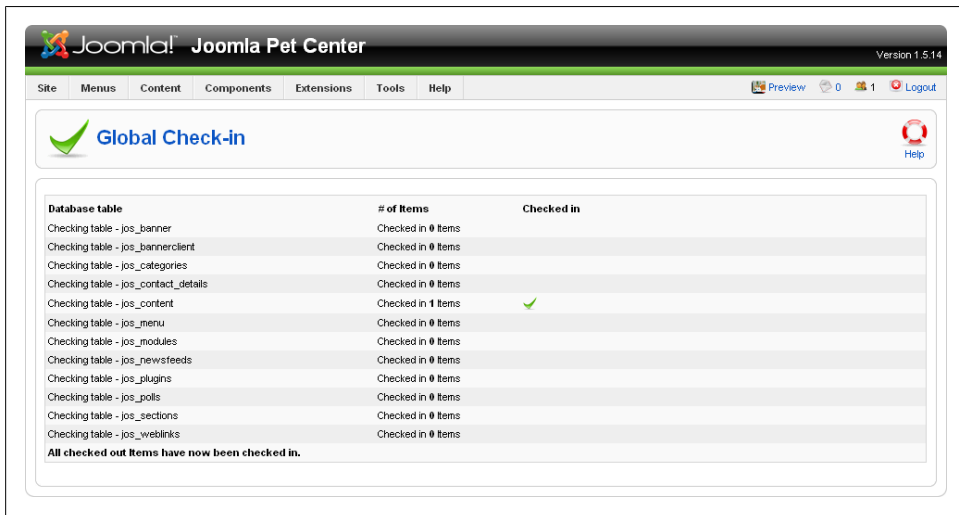 Joomla! Joomla Pet Center
Version 1.5.14
Site Menus Content Components Extensions Tools Help Preview 0 1 Logout
Global Check-in
Help
Database table # of Items Checked in
Checking table - jos_banner Checked in 0 Items
Checking table - jos_bannerclient Checked in 0 Items
Checking table - jos_categories Checked in 0 Items
Checking table - jos_contact_details Checked in 0 Items
Checking table - jos_content Checked in 1 Items
Checking table - jos_menu Checked in 0 Items
Checking table - jos_modules Checked in 0 Items
Checking table - jos_newsfeeds Checked in 0 Items
Checking table - jos_plugins Checked in 0 Items
Checking table - jos_polls Checked in 0 Items
Checking table - jos_sections Checked in 0 Items
Checking table - jos_weblinks Checked in 0 Items
All checked out Items have now been checked in.